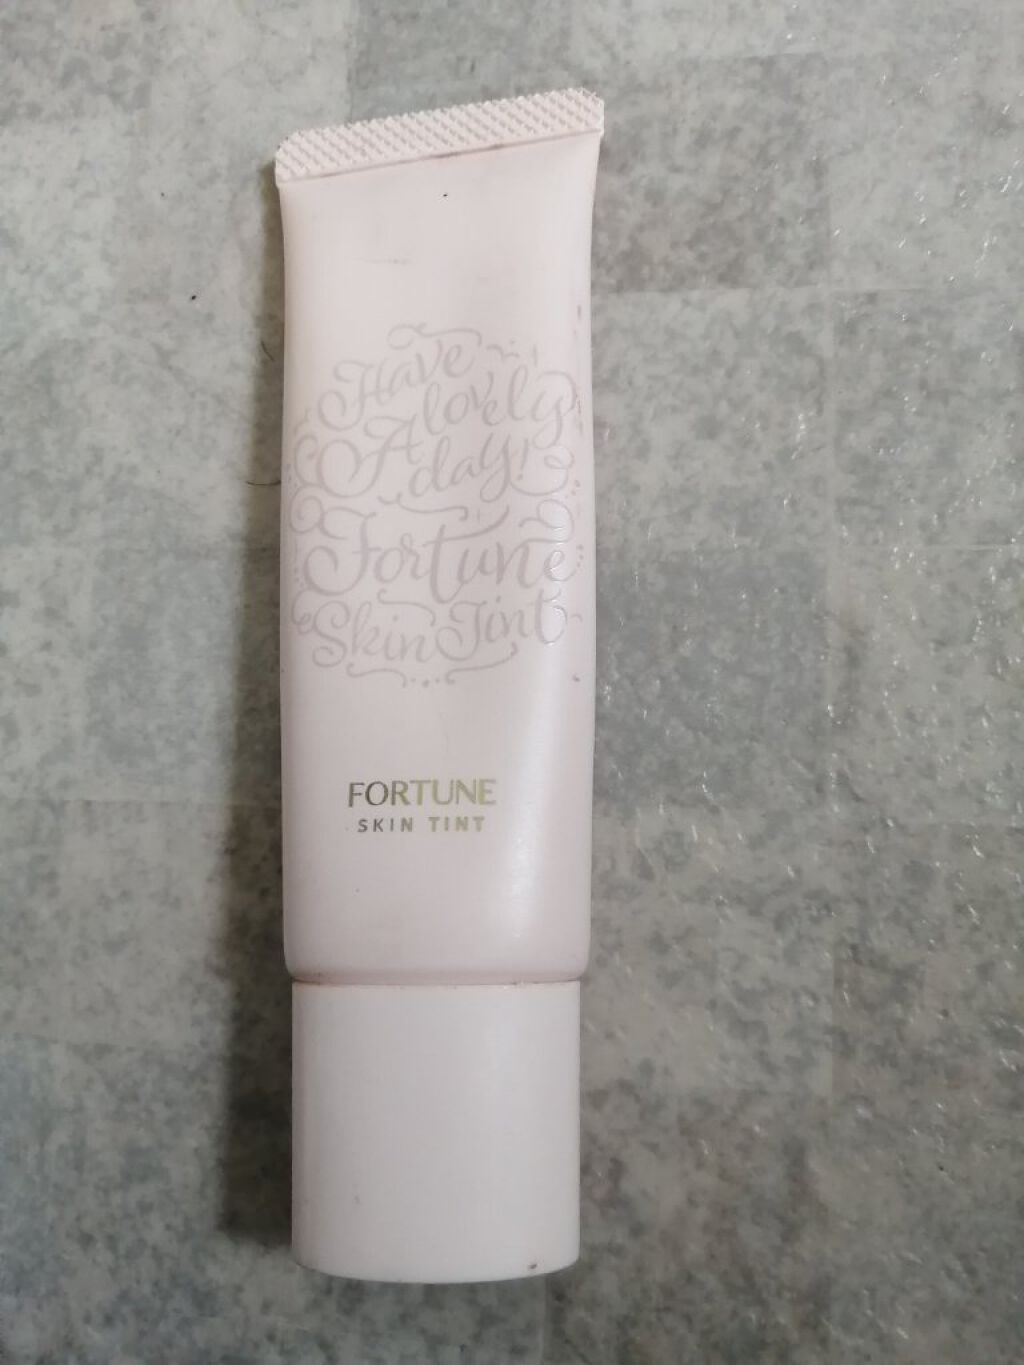 Have
A lovely
day!
Fortune
Skin Tint
FORTUNE
SKIN TINT